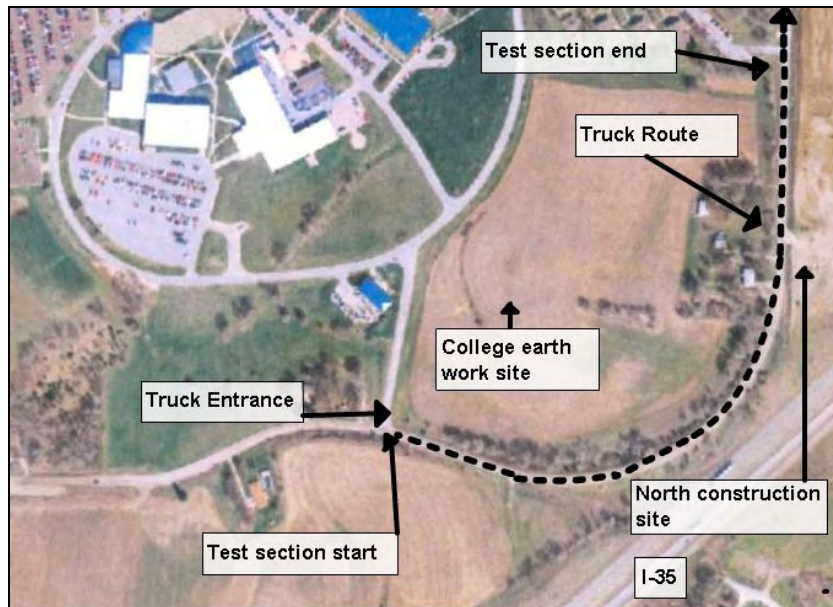 Test section end
Truck Route
College earth
work site
Truck Entrance
North construction
site
Test section start
I-35